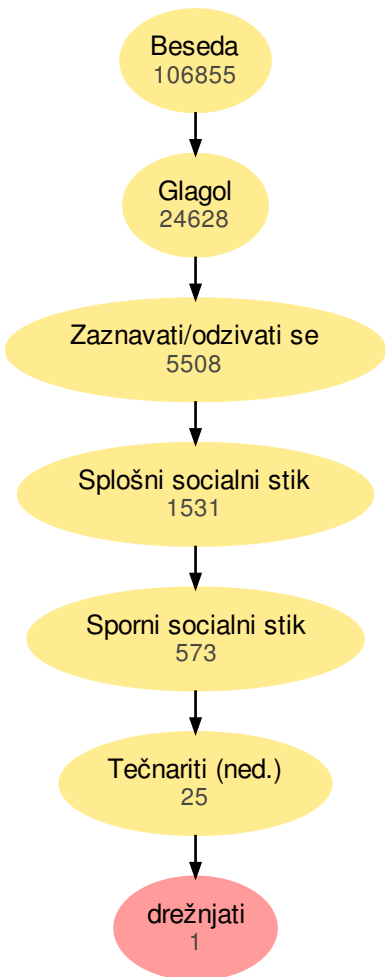 Beseda
106855
Glagol
24628
Zaznavati/odzivati se
5508
Splošni socialni stik
1531
Sporni socialni stik
573
Tečnariti (ned.)
25
drežnjati
1